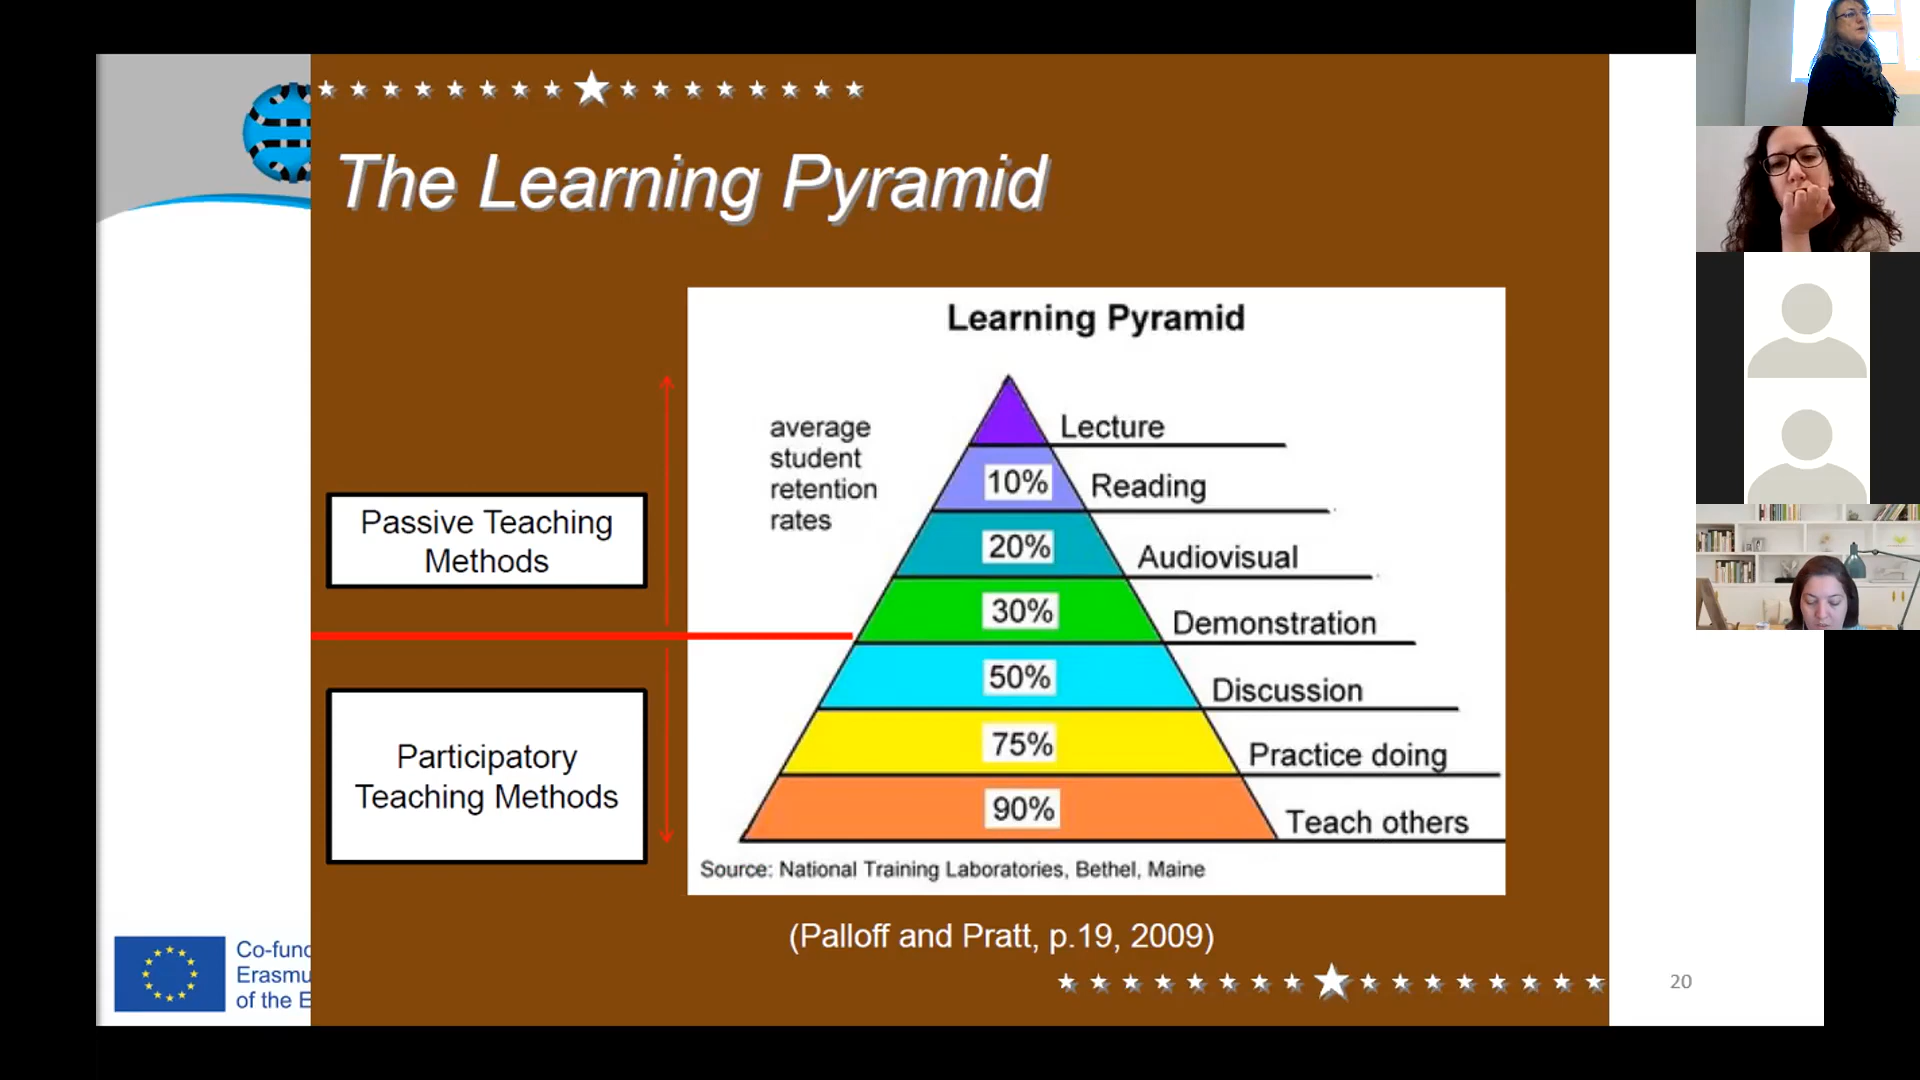 The Learning Pyramid
Learning Pyramid
average
student
retention
rates
Lecture
10%
Reading
20%
Audiovisual
30%
Demonstration
50%
Discussion
75%
Practice doing
90%
Teach others
Source: National Training Laboratories, Bethel, Maine
Passive Teaching
Methods
Participatory
Teaching Methods
(Palloff and Pratt, p.19, 2009)
Co-func
Erasmu
of the E
20